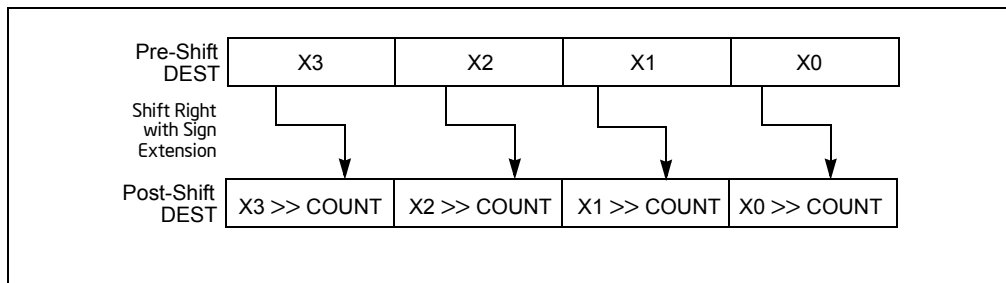 Pre-Shift
DEST
X3 X2 X1 X0
Shift Right
with Sign
Extension
Post-Shift
DEST
X3 >> COUNT X2 >> COUNT X1 >> COUNT X0 >> COUNT